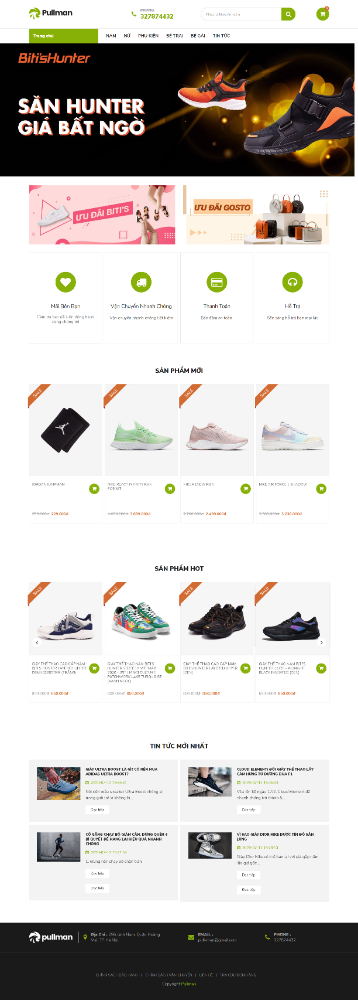 Pullman
PHONE:
327874432
Nhập từ khóa tìm kiếm
0
Trang chủ
NAM
NỮ
PHỤ KIỆN
BÉ TRAI
BÉ GÁI
TIN TỨC
Biti'sHunter
SĂN HUNTER
GIÁ BẤT NGỜ
ƯU ĐÃI BITI'S
ƯU ĐÃI GOSTO
Mãi Bên Bạn
Cảm ơn bạn đã luôn đồng hành
cùng chúng tôi
Vận Chuyển Nhanh Chóng
Vận chuyển nhanh chóng tiết kiệm
Thanh Toán
Bảo đảm an toàn
Hỗ Trợ
Sẵn sàng hỗ trợ bạn mọi lúc
SẢN PHẨM MỚI
SALE
SALE
SALE
SALE
JORDAN JUMPMAN
259.000đ 229.000đ
NIKE REACT INFINITY RUN
FLYKNIT
4.699.000đ 3.699.000đ
NIKE RENEW RUN
2.700.000đ 2.499.000đ
NIKE AIR FORCE 1 SHADOW
3.500.000đ 3.230.000đ
SẢN PHẨM HOT
SALE
SALE
SALE
SALE
GIÀY THỂ THAO CAO CẤP NAM
BITI'S HUNTER LAYERED UPPER
DSMH02800TRG (TRẮNG)
899.000đ 850.000đ
GIÀY THỂ THAO NAM BITI'S
HUNTER STREET X VIETMAX
2020 - BST HANOI CULTURE
PATCHWORK LAKE TURQUOISE
(XANH NGỌC)
899.000đ 850.000đ
GIÀY THỂ THAO CAO CẤP NAM
BITI'S HUNTER LAYERED UPPER
(ĐEN)
899.000đ 850.000đ
GIÀY THỂ THAO NAM BITI'S
HUNTER CORE - MIDNIGHT
BLACK INVERTED (ĐEN)
699.000đ 650.000đ
TIN TỨC MỚI NHẤT
GIÀY ULTRA BOOST LÀ GÌ? CÓ NÊN MUA
ADIDAS ULTRA BOOST?
2020-07-12 15:55:51
Nói đến mẫu sneaker Ultra Boost không ai
trong giới trẻ là không bi...
Đọc tiếp
CLOUD ELEMENT: ĐÔI GIÀY THỂ THAO LẤY
CẢM HỨNG TỪ ĐƯỜNG ĐUA F1
2020-07-12 15:35:04
Vừa lên kệ ngày 17/2, Cloud Element đã
nhanh chóng trở thành &...
Đọc tiếp
CỐ GẮNG CHẠY BỘ GIẢM CÂN, ĐỪNG QUÊN 4
BÍ QUYẾT ĐỂ MANG LẠI HIỆU QUẢ NHANH
CHÓNG
2020-07-12 15:41:54
1. Đừng nên chạy bộ chân trần
Đọc tiếp
Đọc tiếp
VÌ SAO GIÀY DIOR NIKE ĐƯỢC TÍN ĐỒ SĂN
LÙNG
2020-07-12 15:29:13
Giày Dior Nike có thể bán lại với giá gấp năm
lần giá gốc....
Đọc tiếp
Đọc tiếp
pullman
Địa Chỉ : 296 Lĩnh Nam, Quận Hoàng
Mai, TP Hà Nội.
EMAIL :
pull-man@gmail.com
PHONE :
327874432
CHÍNH SÁCH BẢO HÀNH | CHÍNH SÁCH VẬN CHUYỂN | LIÊN HỆ | TRA CỨU ĐƠN HÀNG
Copyright Pullman